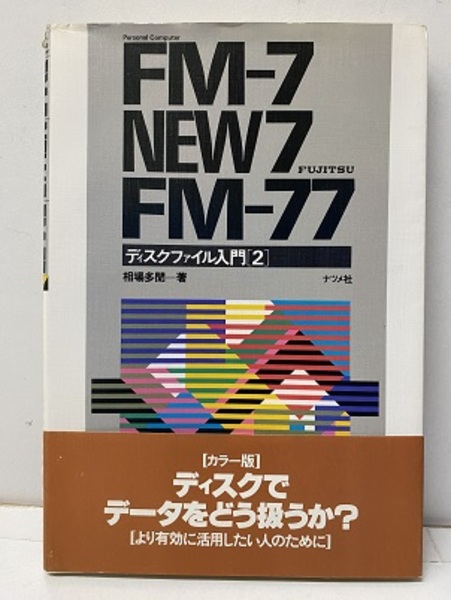 Personal Computer
FM-7
NEW7
FUJITSU
FM-77
ディスクファイル入門[2]
相場多聞―著
ナツメ社
[カラー版]
ディスクで
データをどう扱うか?
[より有効に活用したい人のために]